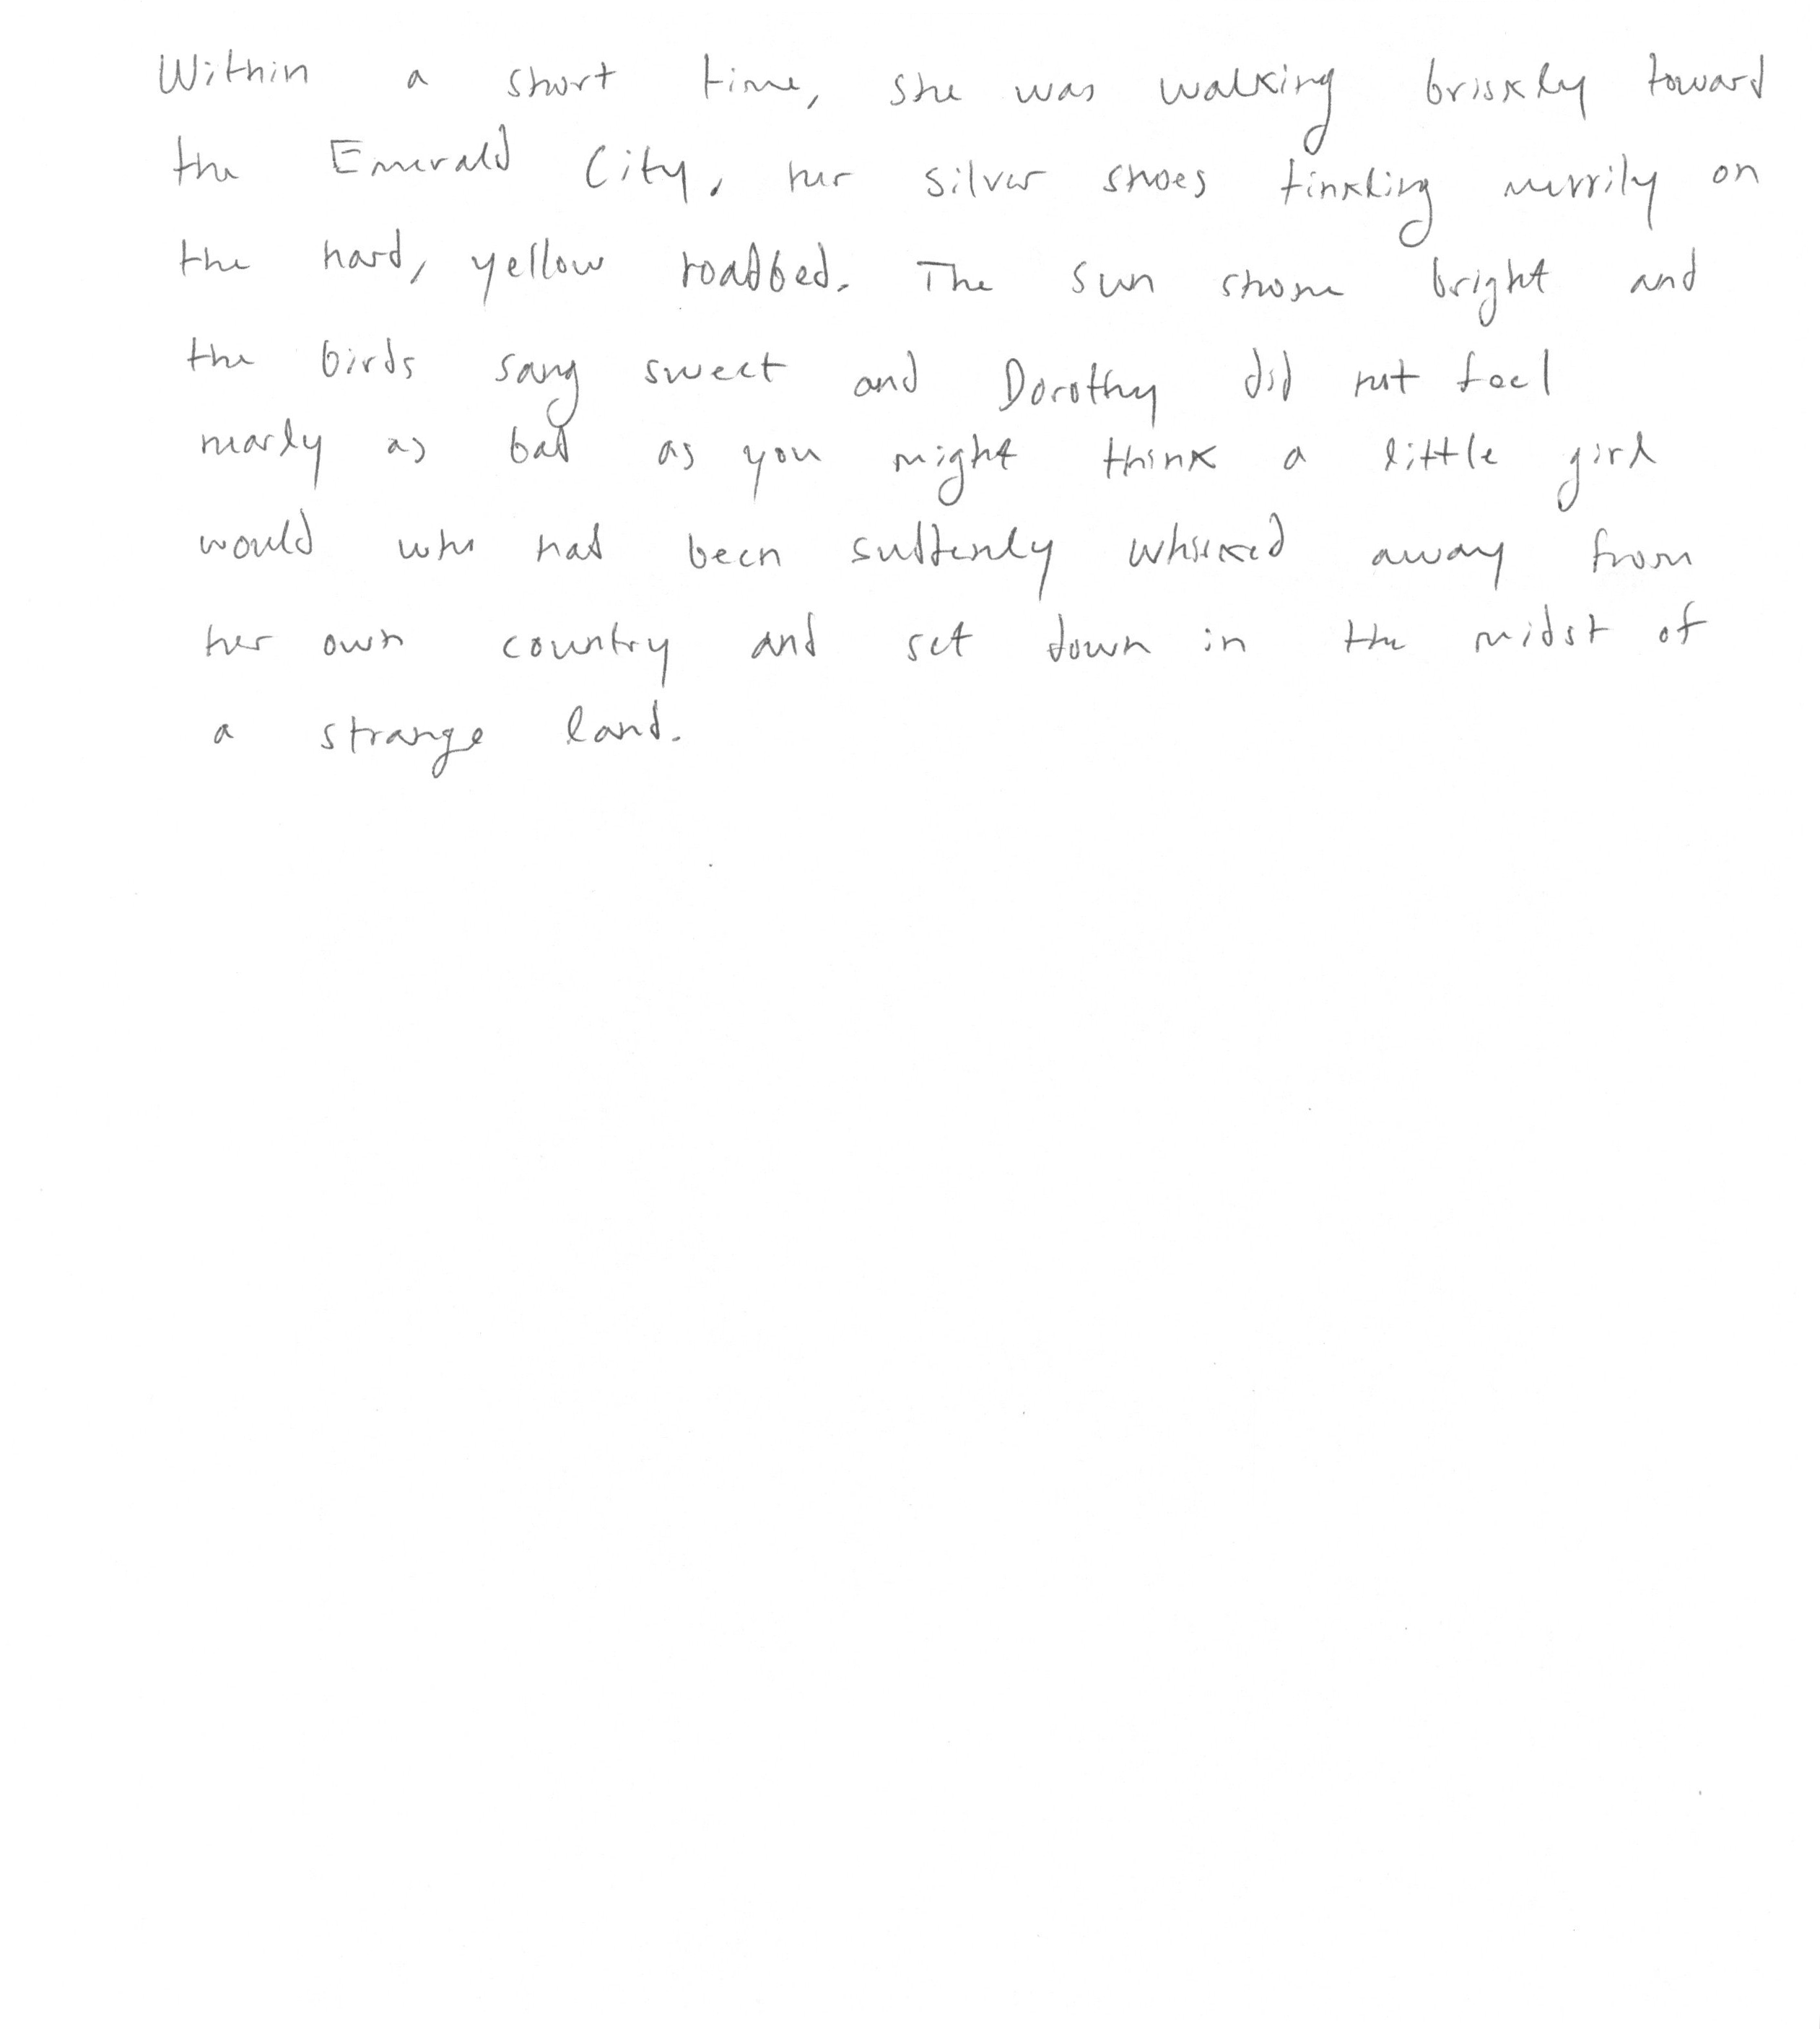 Within a short time, she was walking briskly toward
the Emerald City, her silver shoes tinkling merrily on
the hard, yellow roadbed. The sun shone bright and
the birds sang sweet and Dorothy did not feel
nearly as bad as you might think a little girl
would who had been suddenly whisked away from
her own country and set down in the midst of
a strange land.